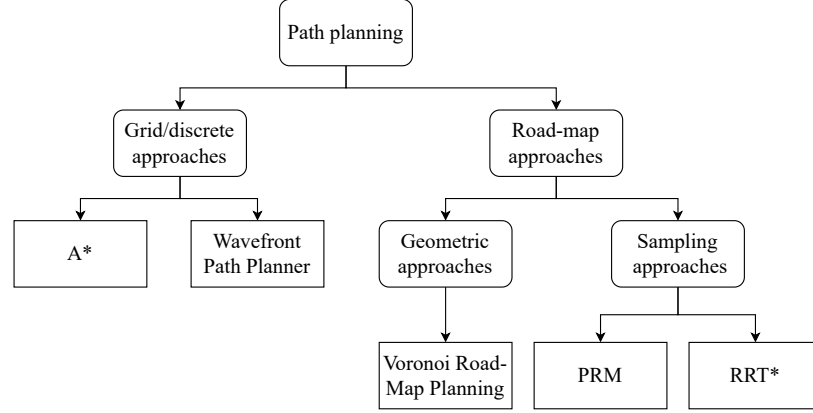 Path planning
Grid/discrete
approaches
Road-map
approaches
A*
Wavefront
Path Planner
Geometric
approaches
Sampling
approaches
Voronoi Road-
Map Planning
PRM
RRT*